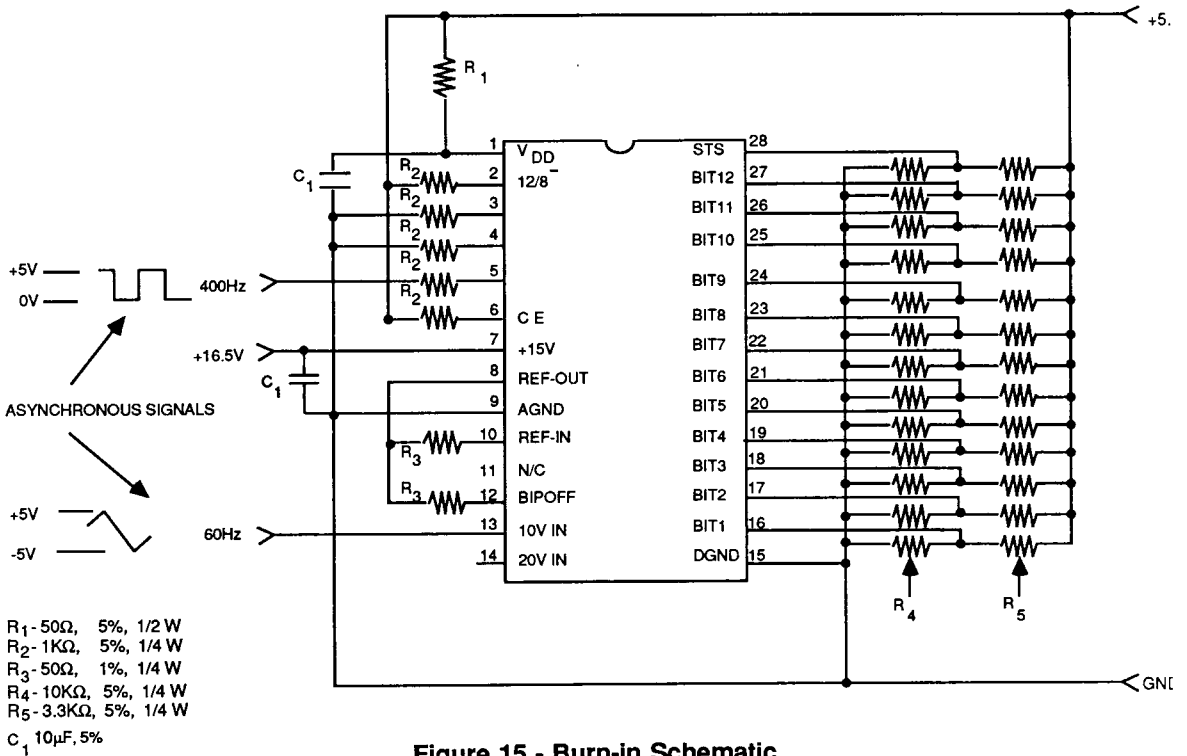 +5.
R1
1
VDD
STS
28
C1
R2
2
12/8
BIT12
27
R2
3
BIT11
26
R2
4
BIT10
25
+5V
0V
400Hz
R2
5
BIT9
24
R2
6
CE
BIT8
23
+16.5V
7
+15V
BIT7
22
C1
8
REF-OUT
BIT6
21
ASYNCHRONOUS SIGNALS
9
AGND
BIT5
20
R3
10
REF-IN
BIT4
19
11
N/C
BIT3
18
R3
12
BIPOFF
BIT2
17
+5V
-5V
60Hz
13
10V IN
BIT1
16
14
20V IN
DGND
15
R4
R5
R1-50Ω, 5%, 1/2 W
R2-1KΩ, 5%, 1/4 W
R3-50Ω, 1%, 1/4 W
R4-10KΩ, 5%, 1/4 W
R5-3.3KΩ, 5%, 1/4 W
C1 10μF, 5%
GND
Figure 15 - Burn-in Schematic